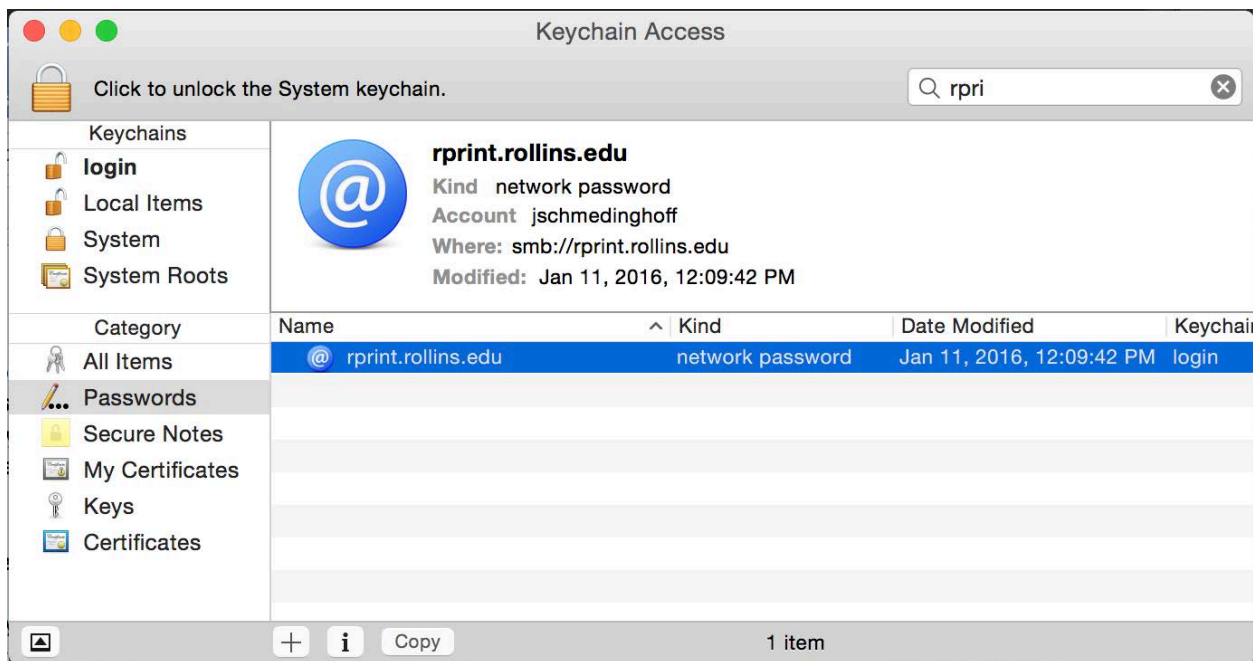 Keychain Access
Click to unlock the System keychain.
rpri
Keychains
login
Local Items
System
System Roots
rprint.rollins.edu
Kind network password
Account jschmedinghoff
Where: smb://rprint.rollins.edu
Modified: Jan 11, 2016, 12:09:42 PM
Category
All Items
Passwords
Secure Notes
My Certificates
Keys
Certificates
Name Kind Date Modified Keychai
rprint.rollins.edu network password Jan 11, 2016, 12:09:42 PM login
+ i Copy 1 item